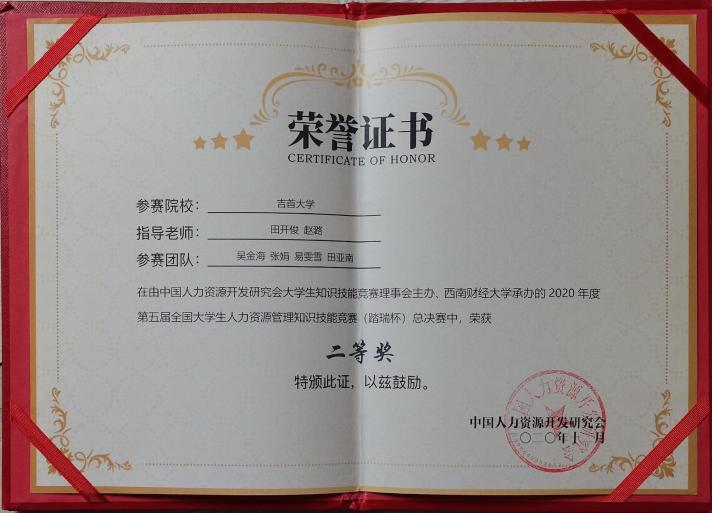 荣誉证书
CERTIFICATE OF HONOR
参赛院校： 吉首大学
指导老师： 田开俊 赵璐
参赛团队： 吴金海 张娟 易雯雪 田亚南
在由中国人力资源开发研究会大学生知识技能竞赛理事会主办、西南财经大学承办的 2020 年度
第五届全国大学生人力资源管理知识技能竞赛（踏瑞杯）总决赛中，荣获
二等奖
特颁此证，以兹鼓励。
中国人力资源开发研究会
二〇二〇年十一月